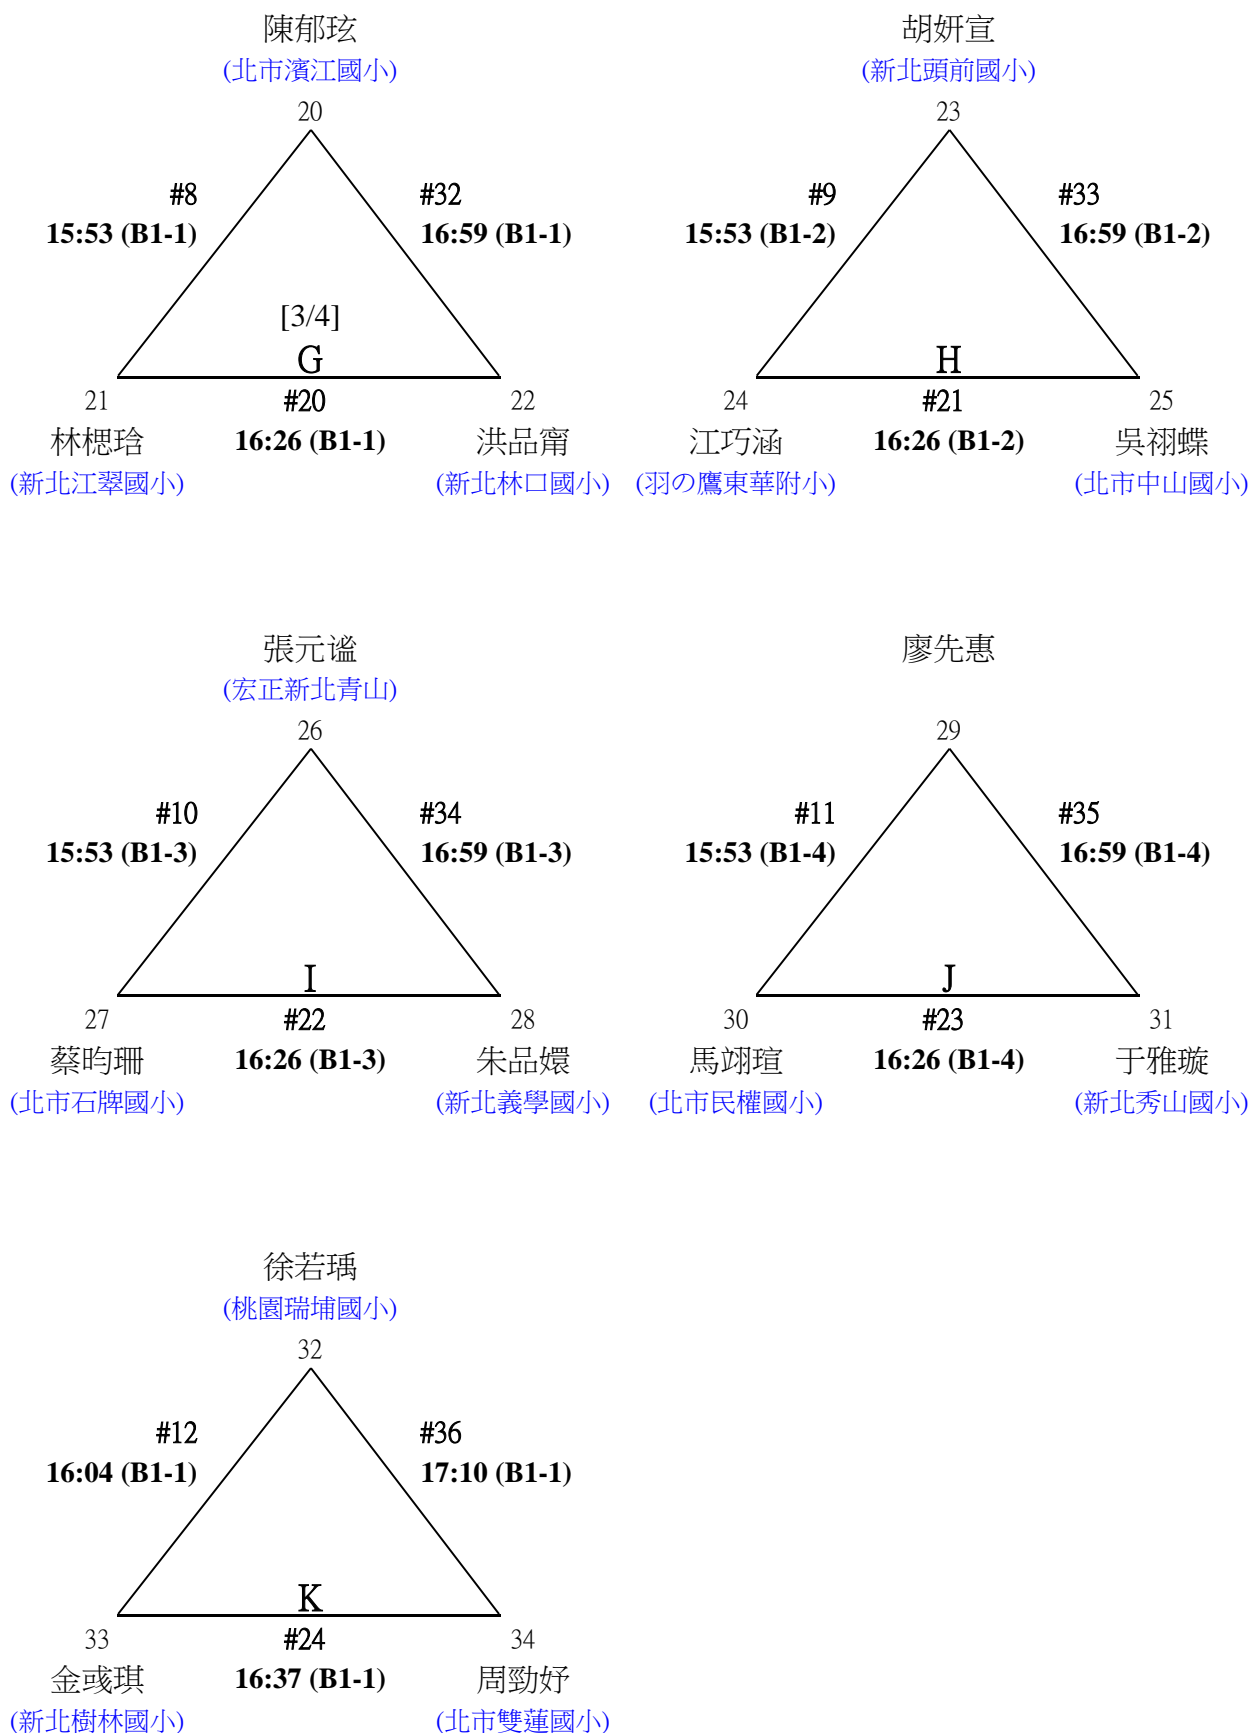 陳郁玹
(北市濱江國小)
20
#8
15:53 (B1-1)
#32
16:59 (B1-1)
[3/4]
G
21
#20
22
林楒琀
16:26 (B1-1)
洪品甯
(新北江翠國小)
(新北林口國小)
胡妍宣
(新北頭前國小)
23
#9
15:53 (B1-2)
#33
16:59 (B1-2)
H
24
#21
25
江巧涵
16:26 (B1-2)
吳祤蝶
(羽の鷹東華附小)
(北市中山國小)
張元谧
(宏正新北青山)
26
#10
15:53 (B1-3)
#34
16:59 (B1-3)
I
27
#22
28
蔡昀珊
16:26 (B1-3)
朱品嬛
(北市石牌國小)
(新北義學國小)
廖先惠
29
#11
15:53 (B1-4)
#35
16:59 (B1-4)
J
30
#23
31
馬翊瑄
16:26 (B1-4)
于雅璇
(北市民權國小)
(新北秀山國小)
徐若瑀
(桃園瑞埔國小)
32
#12
16:04 (B1-1)
#36
17:10 (B1-1)
K
33
#24
34
金彧琪
16:37 (B1-1)
周勁妤
(新北樹林國小)
(北市雙蓮國小)